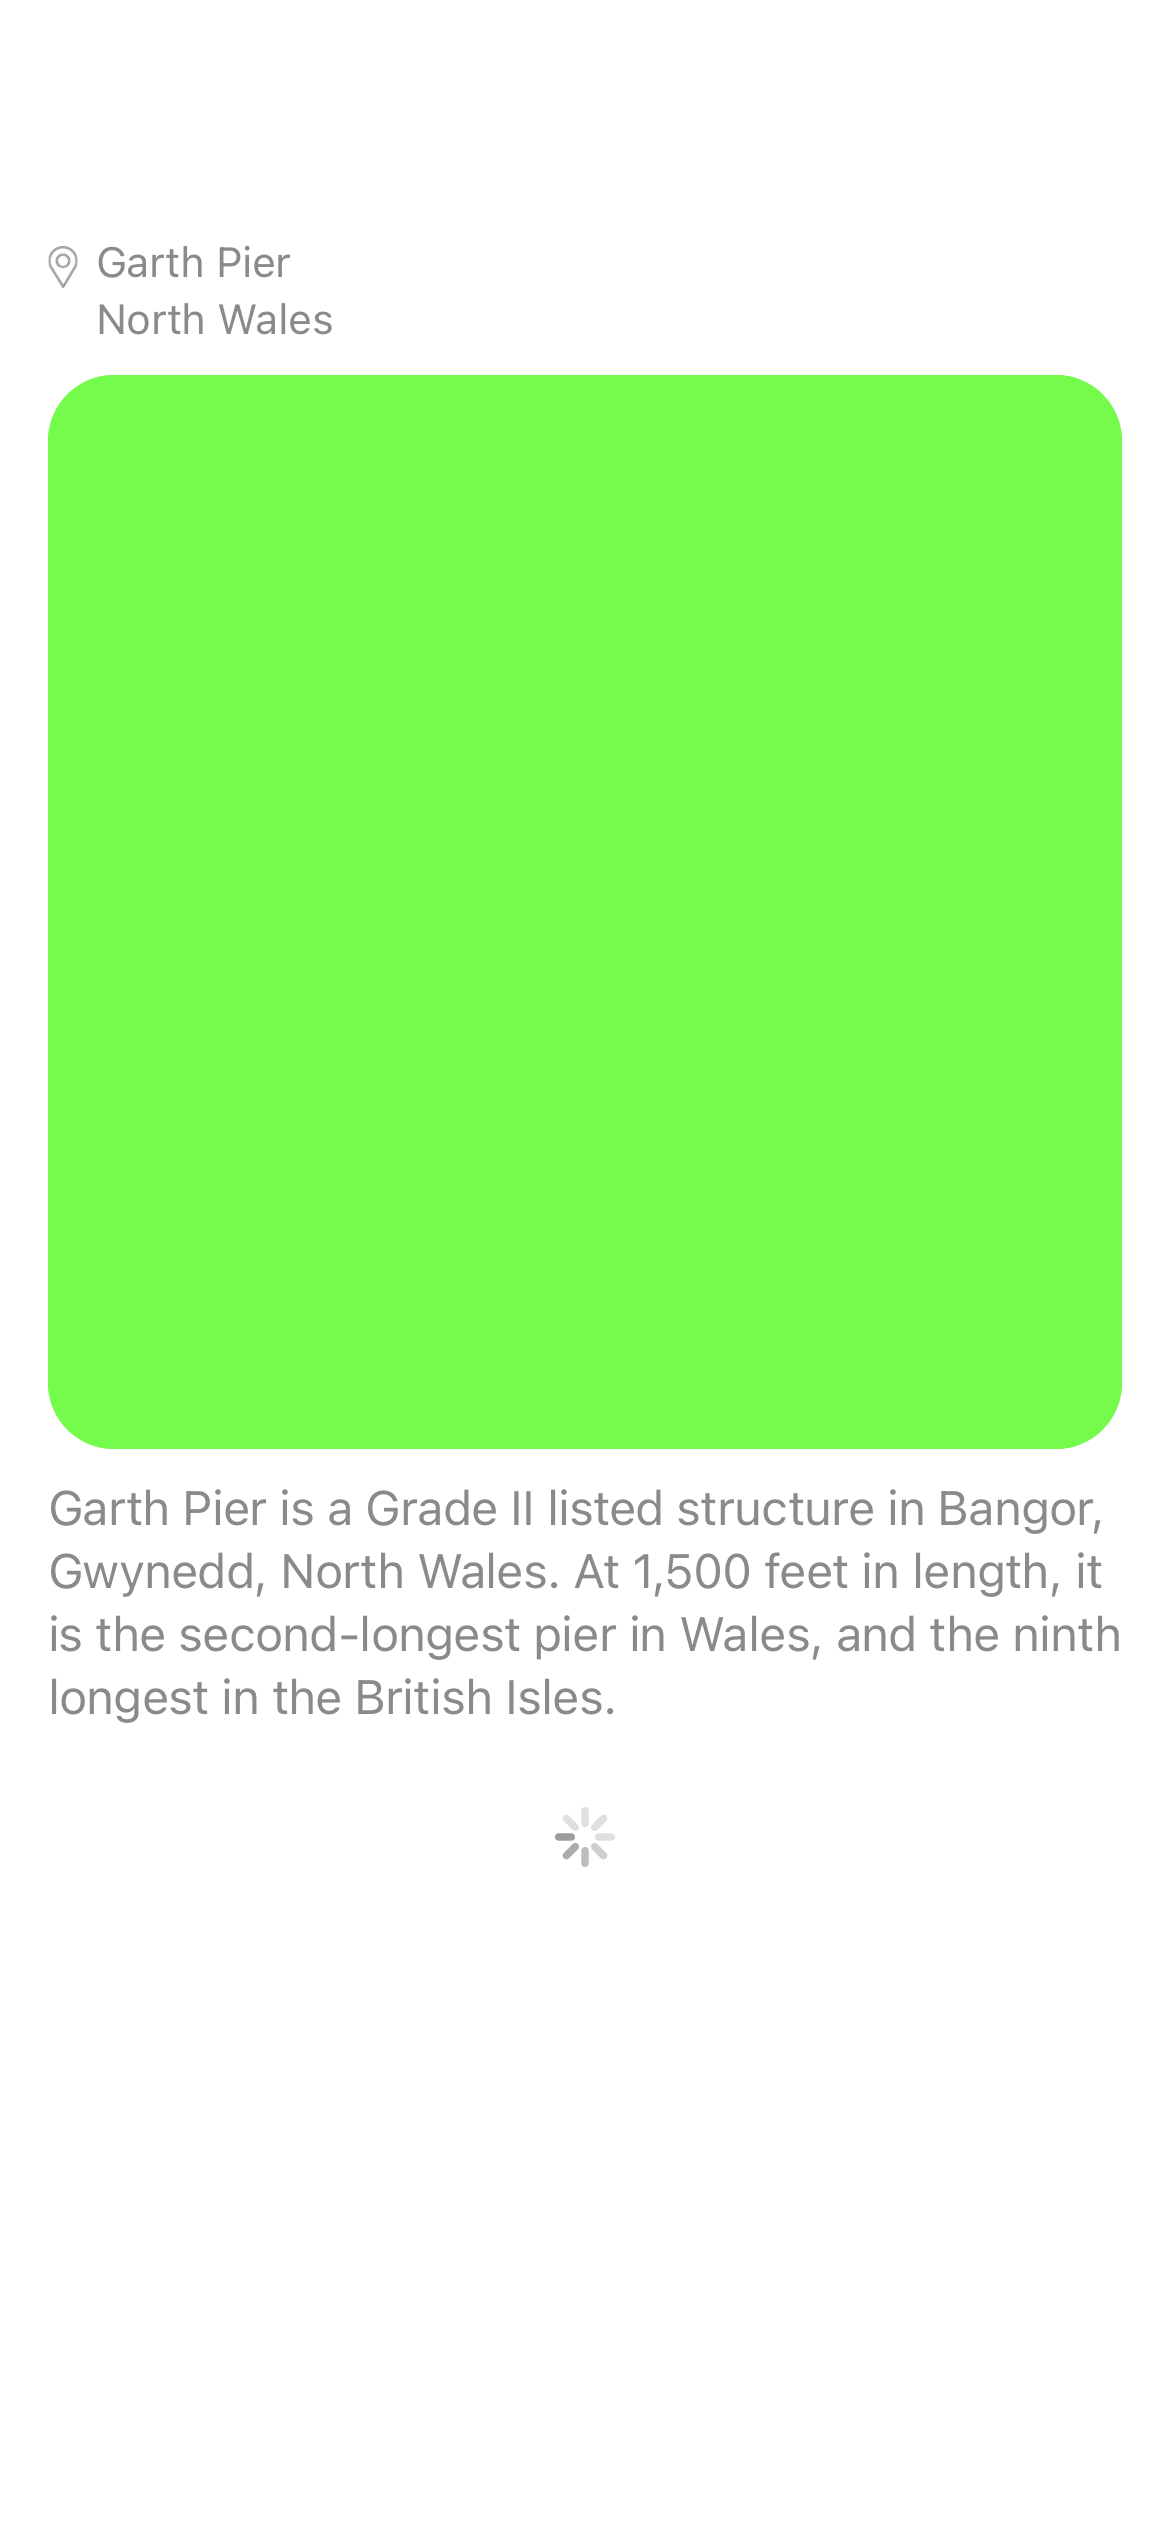 Garth Pier
North Wales
Garth Pier is a Grade II listed structure in Bangor,
Gwynedd, North Wales. At 1,500 feet in length, it
is the second-longest pier in Wales, and the ninth
longest in the British Isles.